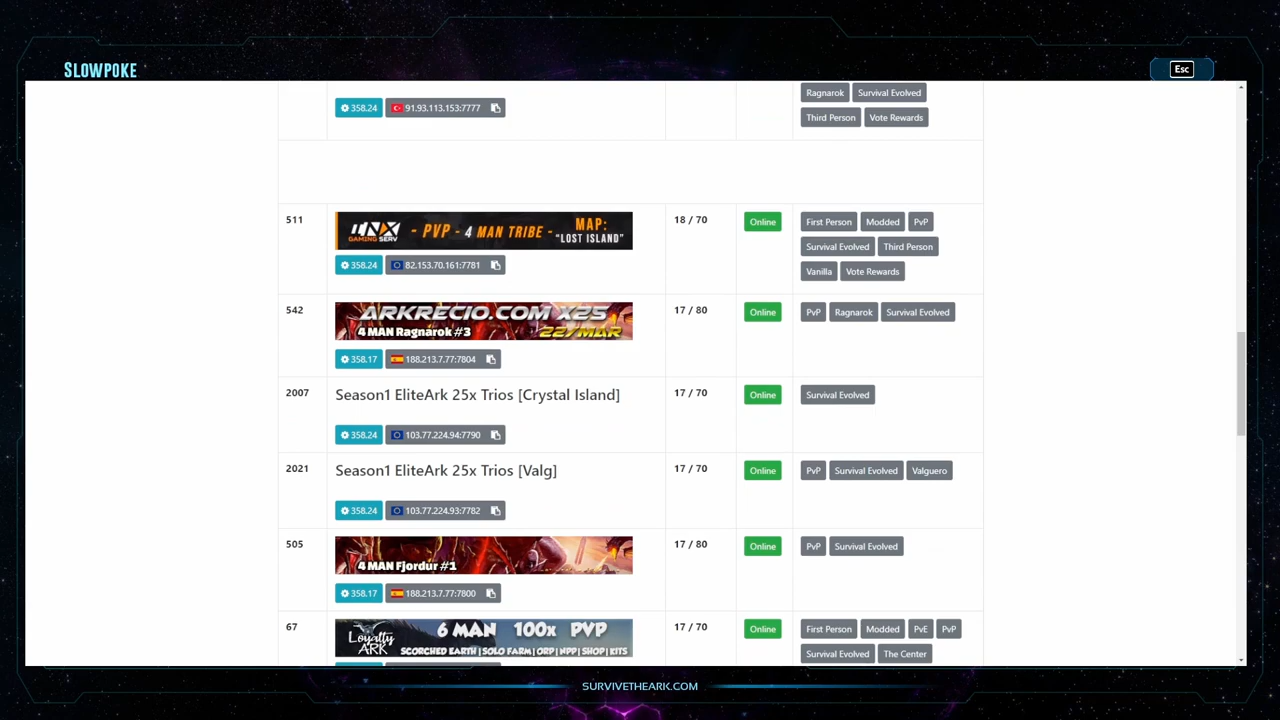 SLOWPOKE
Esc
Ragnarok Survival Evolved
358.24 91.93.113.153:7777
Third Person Vote Rewards
511
LNX GAMING SERV - PVP - 4 MAN TRIBE - MAP: "LOST ISLAND"
18 / 70
Online
First Person Modded PvP
Survival Evolved Third Person
358.24 82.153.70.161:7781
Vanilla Vote Rewards
542
ARKRECIO.COM X25
4 MAN Ragnarok #3 22/MAR
17 / 80
Online
PvP Ragnarok Survival Evolved
358.17 188.213.7.77:7804
2007
Season1 EliteArk 25x Trios [Crystal Island]
17 / 70
Online
Survival Evolved
358.24 103.77.224.94:7790
2021
Season1 EliteArk 25x Trios [Valg]
17 / 70
Online
PvP Survival Evolved Valguero
358.24 103.77.224.93:7782
505
4 MAN Fjordur #1
17 / 80
Online
PvP Survival Evolved
358.17 188.213.7.77:7800
67
Loyalty ARK
6 MAN 100x PVP
SCORCHED EARTH | SOLO FARM | ORP | NPP | SHOP | KITS
17 / 70
Online
First Person Modded PvE PvP
Survival Evolved The Center
SURVIVETHEARK.COM